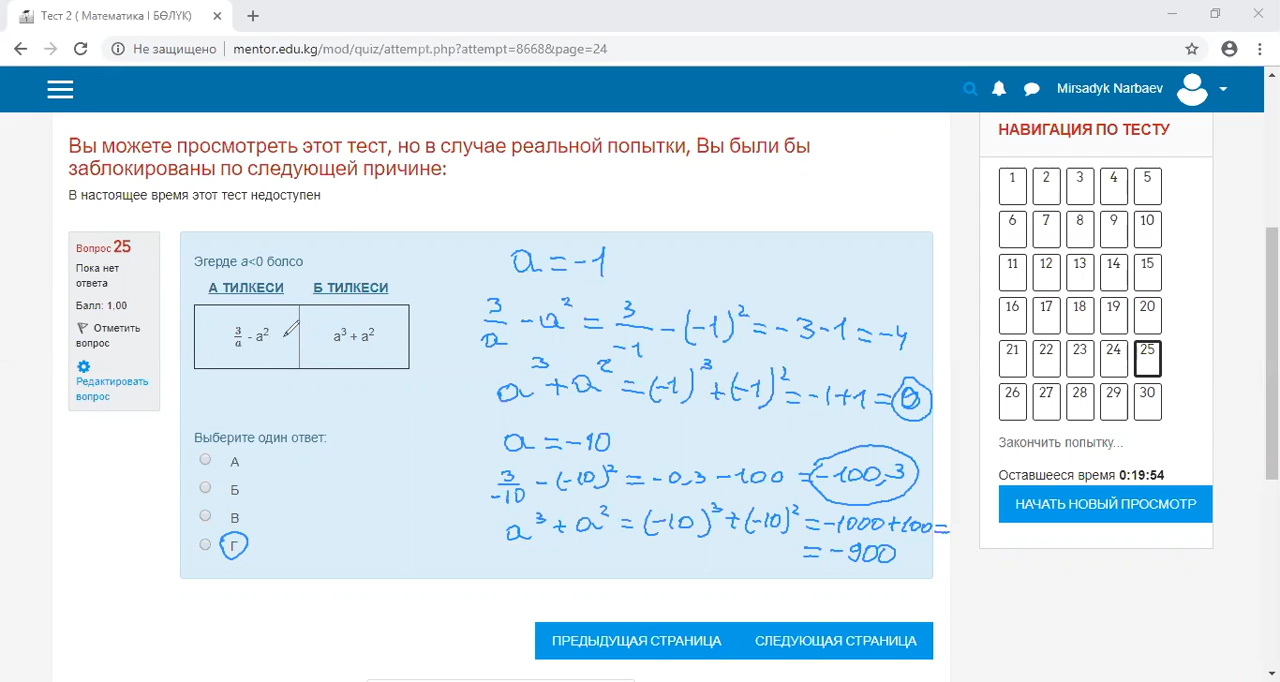 Тест 2 ( Математика I БӨЛҮК)
Не защищено | mentor.edu.kg/mod/quiz/attempt.php?attempt=8668&page=24
Mirsadyk Narbaev
Вы можете просмотреть этот тест, но в случае реальной попытки, Вы были бы
заблокированы по следующей причине:
В настоящее время этот тест недоступен
Вопрос 25
Пока нет
ответа
Балл: 1,00
Отметить
вопрос
Редактировать
вопрос
Эгерде a<0 болсо
А ТИЛКЕСИ Б ТИЛКЕСИ
3/a - a² a³ + a²
Выберите один ответ:
А
Б
В
Г
a = -1
3/a - a² = 3/-1 - (-1)² = -3-1 = -4
a³ + a² = (-1)³ + (-1)² = -1+1 = 0
a = -10
3/-10 - (-10)² = -0,3 - 100 = -100,3
a³ + a² = (-10)³ + (-10)² = -1000+100 =
= -900
ПРЕДЫДУЩАЯ СТРАНИЦА СЛЕДУЮЩАЯ СТРАНИЦА
НАВИГАЦИЯ ПО ТЕСТУ
1 2 3 4 5
6 7 8 9 10
11 12 13 14 15
16 17 18 19 20
21 22 23 24 25
26 27 28 29 30
Закончить попытку...
Оставшееся время 0:19:54
НАЧАТЬ НОВЫЙ ПРОСМОТР